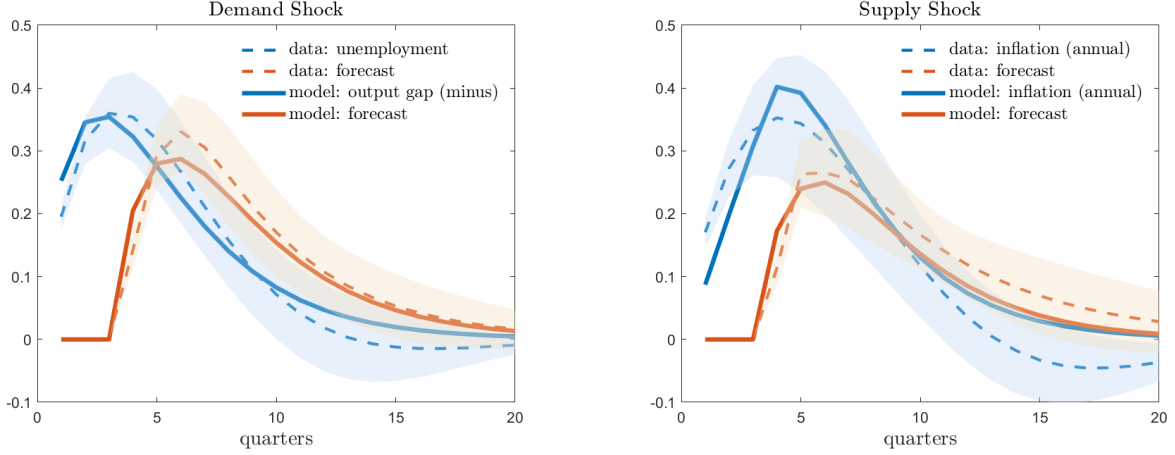 Demand Shock
0.5
0.4
0.3
0.2
0.1
0
-0.1
data: unemployment
data: forecast
model: output gap (minus)
model: forecast
0 5 10 15 20
quarters
Supply Shock
0.5
0.4
0.3
0.2
0.1
0
-0.1
data: inflation (annual)
data: forecast
model: inflation (annual)
model: forecast
0 5 10 15 20
quarters